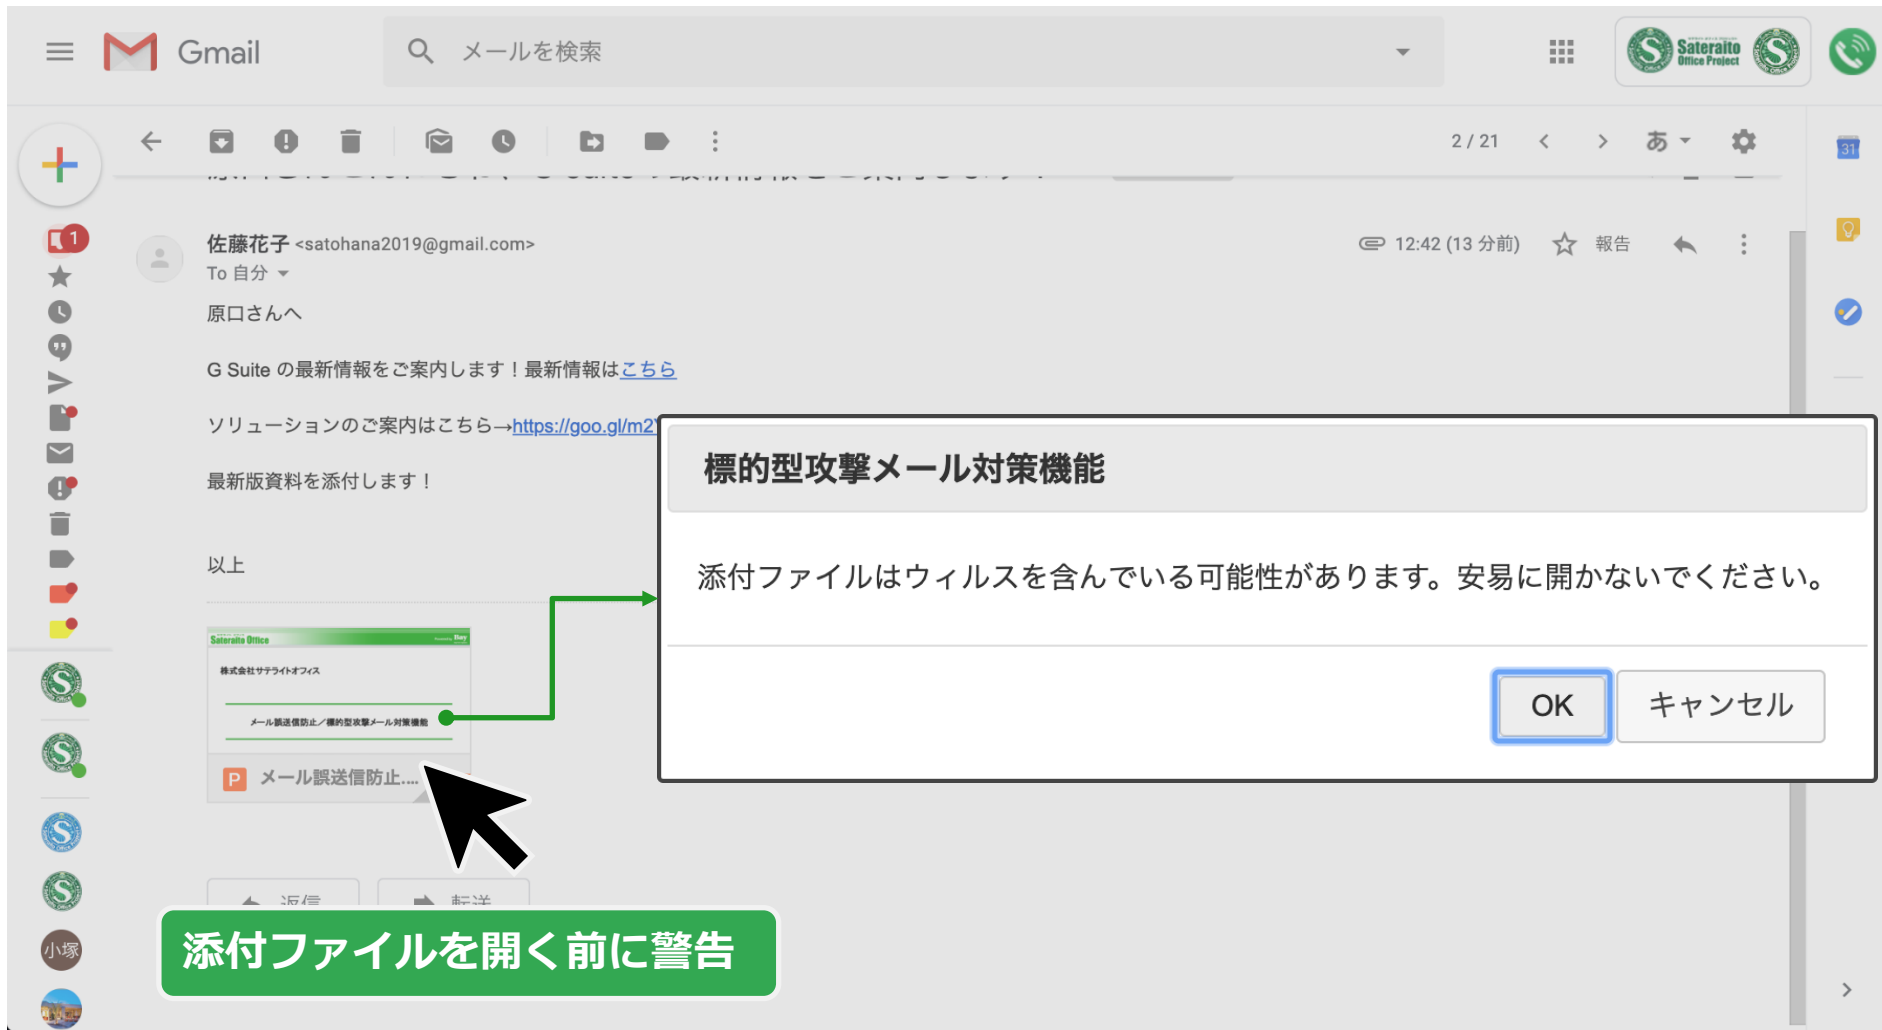 Gmail
メールを検索
Sateraito
Office Project
2 / 21
あ
31
1
佐藤花子 <satohana2019@gmail.com>
12:42 (13 分前)
報告
To 自分
原口さんへ
G Suite の最新情報をご案内します！最新情報はこちら
ソリューションのご案内はこちら→https://goo.gl/m2
最新版資料を添付します！
以上
標的型攻撃メール対策機能
添付ファイルはウィルスを含んでいる可能性があります。安易に開かないでください。
OK
キャンセル
Sateraito Office
株式会社サテライトオフィス
メール誤送信防止／標的型攻撃メール対策機能
P
メール誤送信防止....
返信
転送
添付ファイルを開く前に警告
小塚